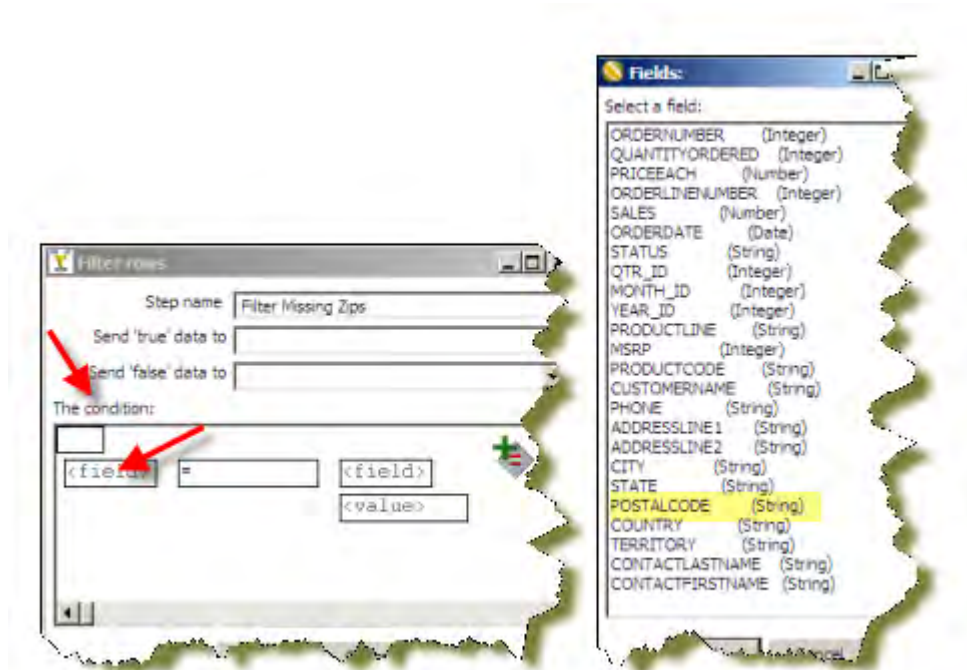 Filter rows
Step name Filter Missing Zips
Send 'true' data to
Send 'false' data to
The condition:
<field> = <field>
<value>
Fields:
Select a field:
ORDERNUMBER (Integer)
QUANTITYORDERED (Integer)
PRICEEACH (Number)
ORDERLINENUMBER (Integer)
SALES (Number)
ORDERDATE (Date)
STATUS (String)
QTR_ID (Integer)
MONTH_ID (Integer)
YEAR_ID (Integer)
PRODUCTLINE (String)
MSRP (Integer)
PRODUCTCODE (String)
CUSTOMERNAME (String)
PHONE (String)
ADDRESSLINE1 (String)
ADDRESSLINE2 (String)
CITY (String)
STATE (String)
POSTALCODE (String)
COUNTRY (String)
TERRITORY (String)
CONTACTLASTNAME (String)
CONTACTFIRSTNAME (String)